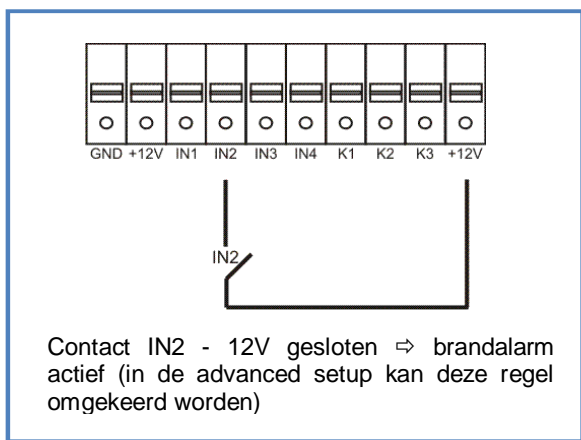 GND +12V IN1 IN2 IN3 IN4 K1 K2 K3 +12V
IN2
Contact IN2 - 12V gesloten ⇨ brandalarm
actief (in de advanced setup kan deze regel
omgekeerd worden)